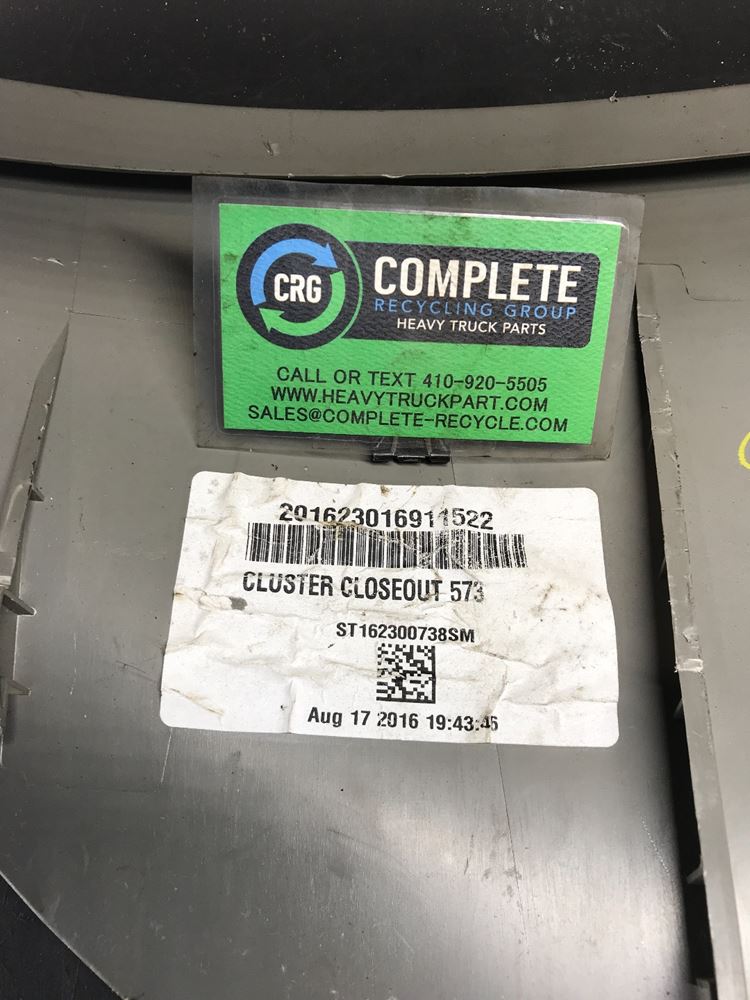 CRG
COMPLETE
RECYCLING GROUP
HEAVY TRUCK PARTS
CALL OR TEXT 410-920-5505
WWW.HEAVYTRUCKPART.COM
SALES@COMPLETE-RECYCLE.COM
201623016911522
CLUSTER CLOSEOUT 573
ST162300738SM
Aug 17 2016 19:43:46